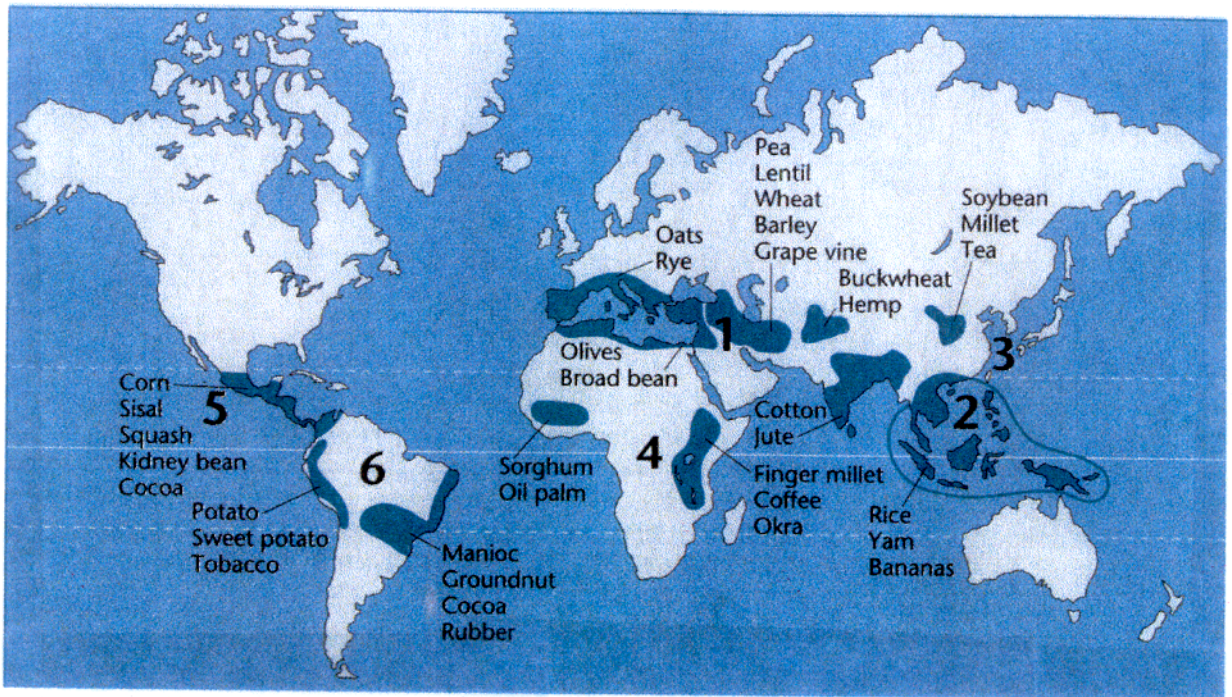 Pea
Lentil
Wheat
Barley
Grape vine
Soybean
Millet
Tea
Oats
Rye
Buckwheat
Hemp
1
3
Olives
Broad bean
Corn
Sisal
Squash
Kidney bean
Cocoa
5
2
Cotton
Jute
6
4
Sorghum
Oil palm
Finger millet
Coffee
Okra
Potato
Sweet potato
Tobacco
Rice
Yam
Bananas
Manioc
Groundnut
Cocoa
Rubber